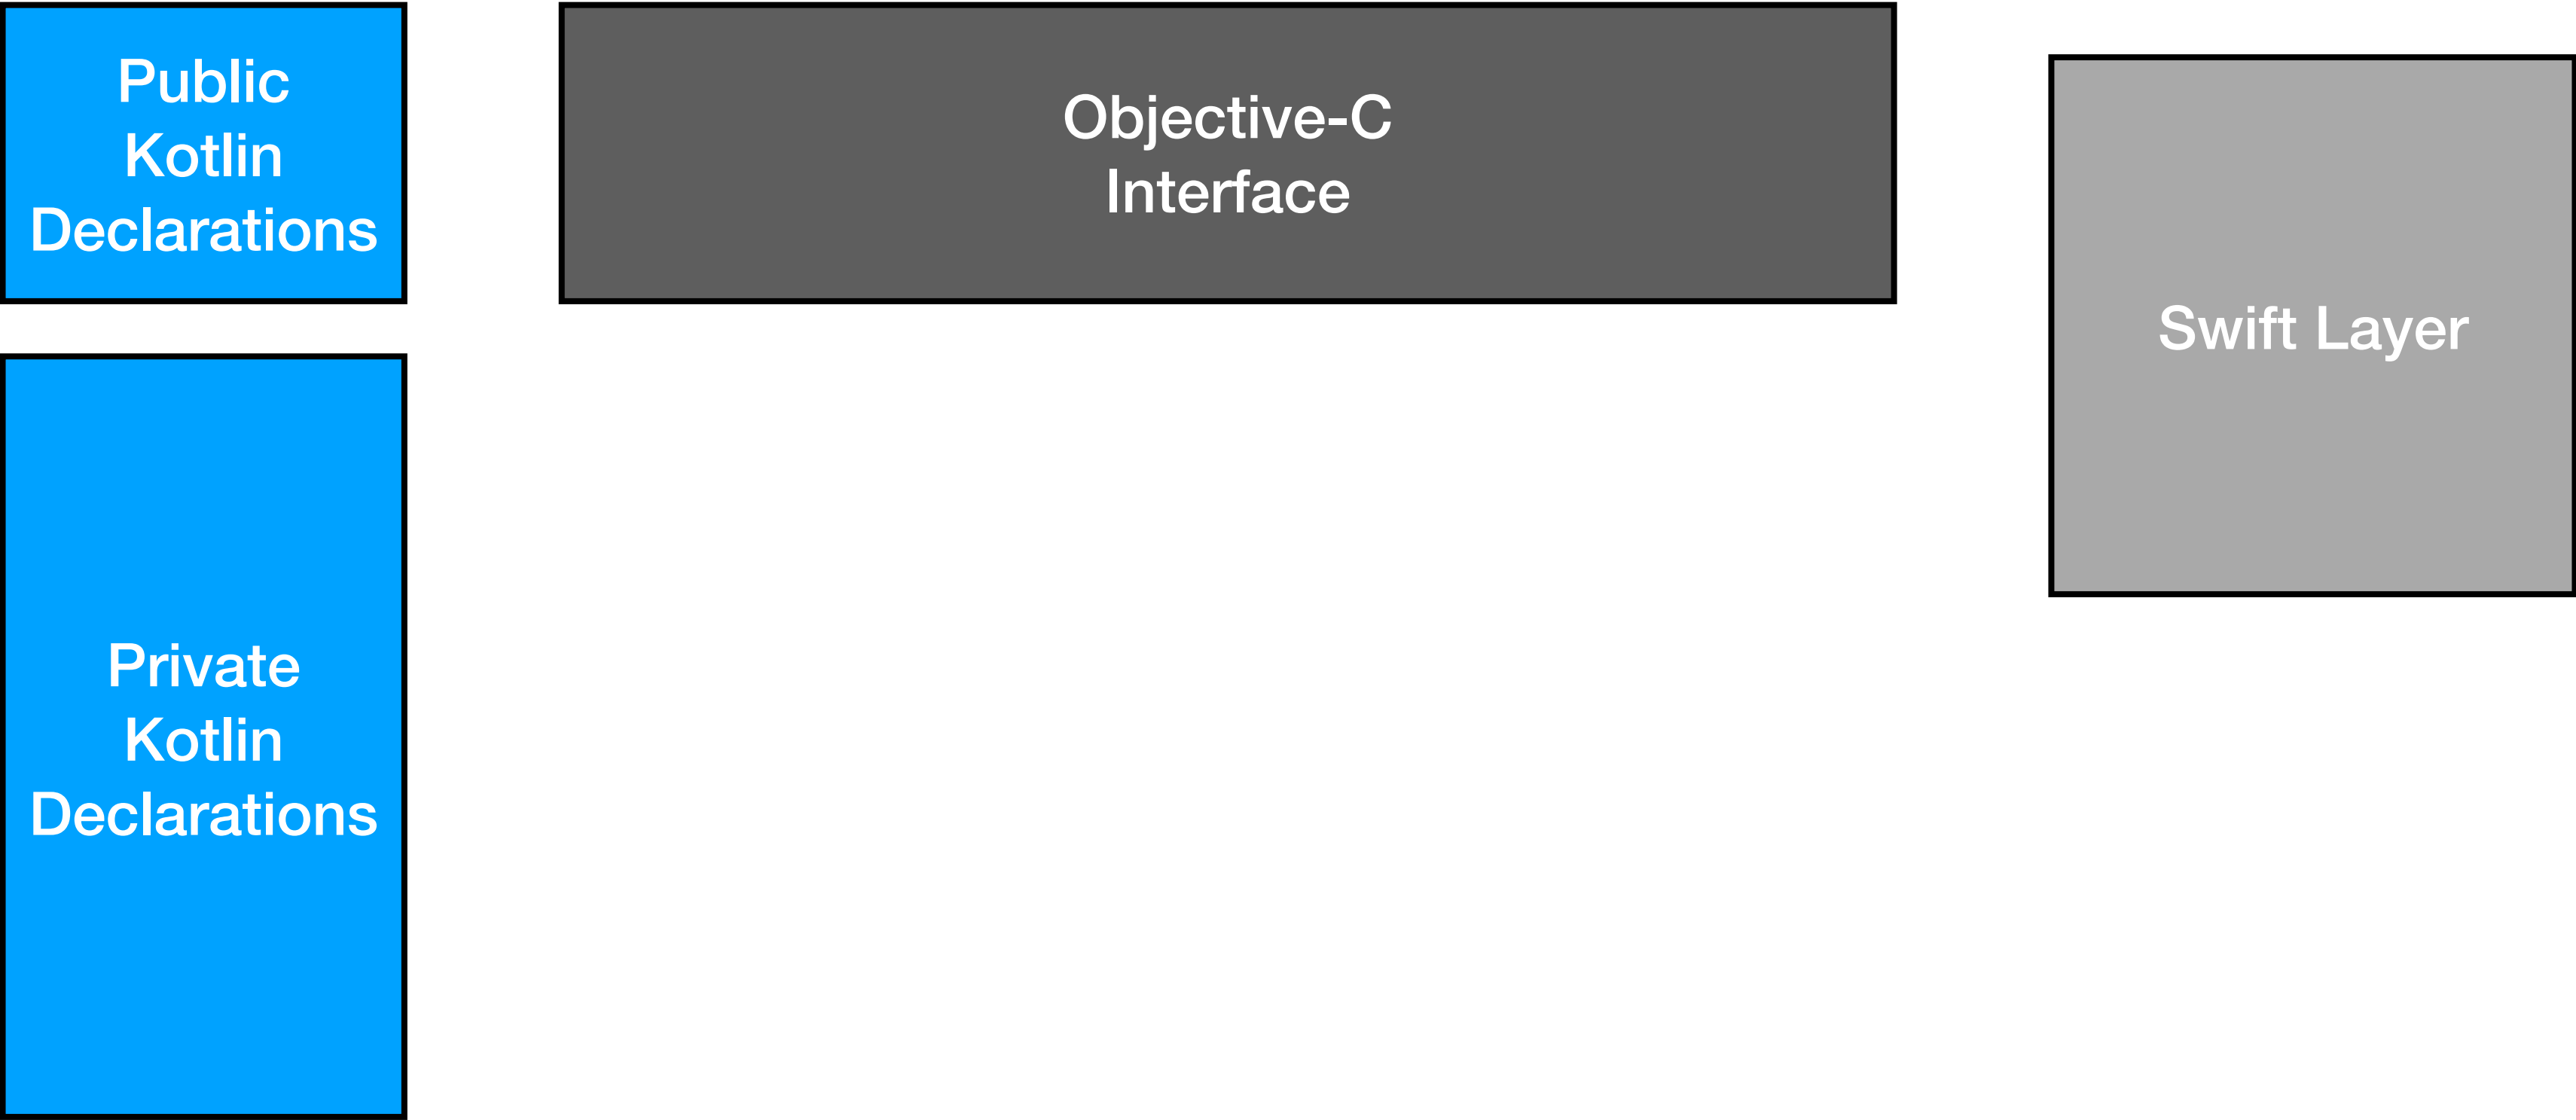 Public
Kotlin
Declarations
Objective-C
Interface
Swift Layer
Private
Kotlin
Declarations